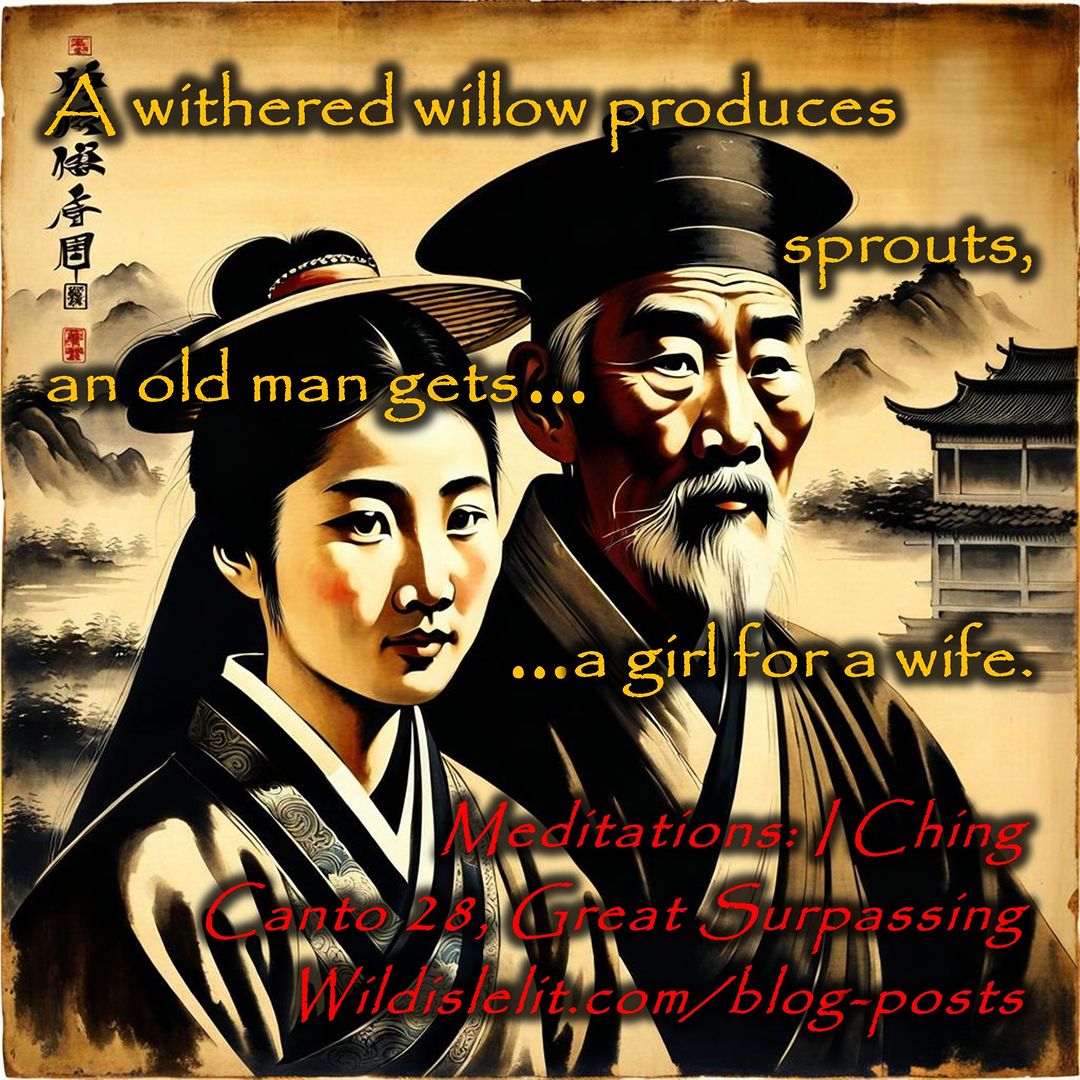 A withered willow produces
sprouts,
an old man gets...
...a girl for a wife.
Meditations: I Ching
Canto 28, Great Surpassing
Wildislelit.com/blog-posts